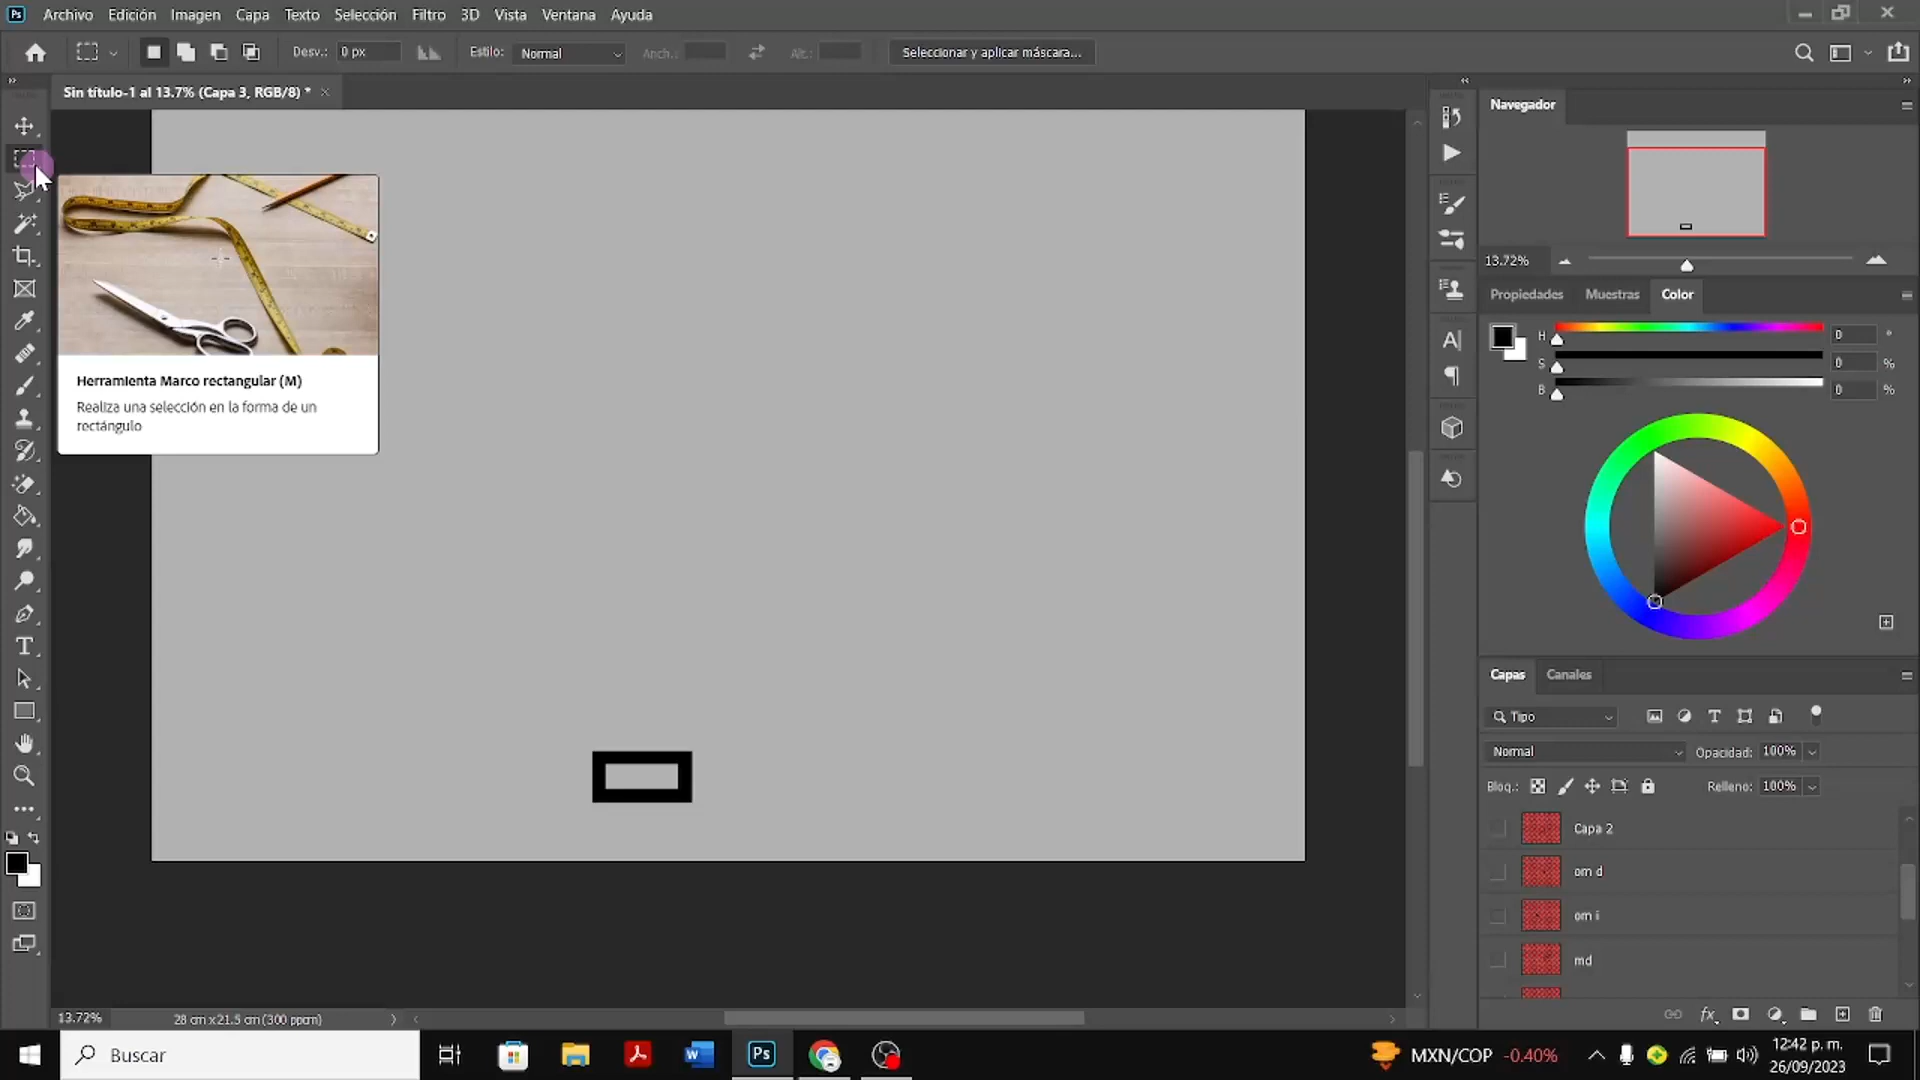 Ps Archivo Edición Imagen Capa Texto Selección Filtro 3D Vista Ventana Ayuda
Desv.: 0 px Estilo: Normal Anch.: Alt.: Seleccionar y aplicar máscara...
Sin título-1 al 13.7% (Capa 3, RGB/8) *
Herramienta Marco rectangular (M)
Realiza una selección en la forma de un
rectángulo
Navegador
13.72%
Propiedades Muestras Color
H 0 °
S 0 %
B 0 %
Capas Canales
Tipo
Normal Opacidad: 100%
Bloq.: Relleno: 100%
Capa 2
om d
om i
md
fx
13.72% 28 cm x 21.5 cm (300 ppcm)
Buscar
W
Ps
MXN/COP -0.40%
12:42 p. m.
26/09/2023